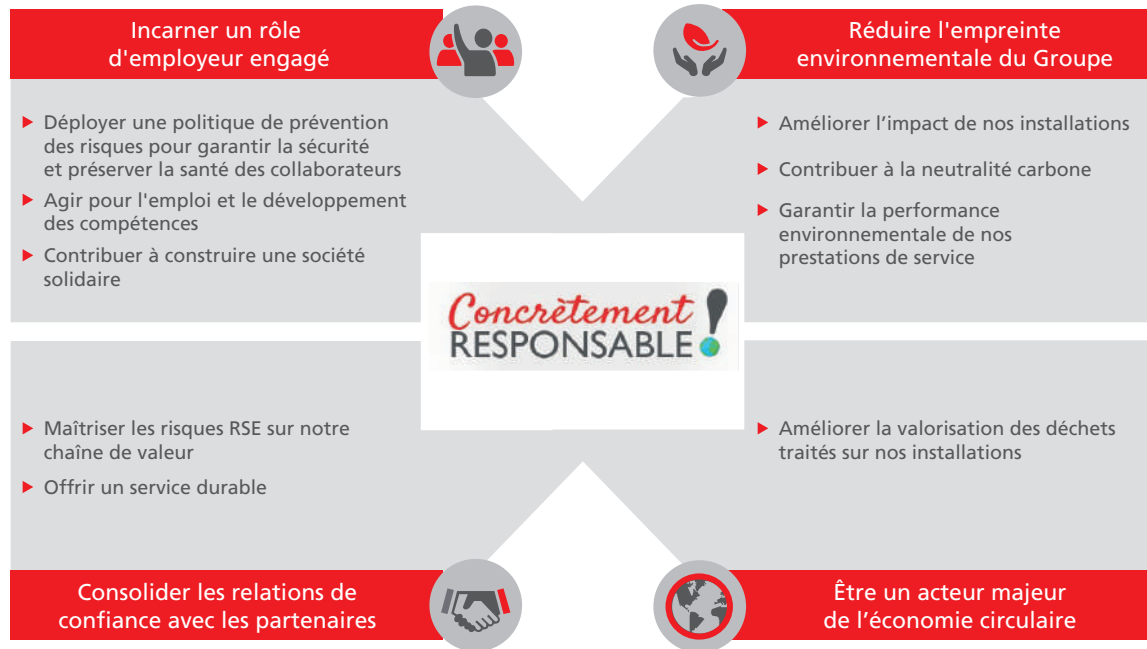 Incarner un rôle
d'employeur engagé
▶ Déployer une politique de prévention
des risques pour garantir la sécurité
et préserver la santé des collaborateurs
▶ Agir pour l'emploi et le développement
des compétences
▶ Contribuer à construire une société
solidaire
Réduire l'empreinte
environnementale du Groupe
▶ Améliorer l’impact de nos installations
▶ Contribuer à la neutralité carbone
▶ Garantir la performance
environnementale de nos
prestations de service
Concrètement
RESPONSABLE !
▶ Maîtriser les risques RSE sur notre
chaîne de valeur
▶ Offrir un service durable
Consolider les relations de
confiance avec les partenaires
▶ Améliorer la valorisation des déchets
traités sur nos installations
Être un acteur majeur
de l’économie circulaire